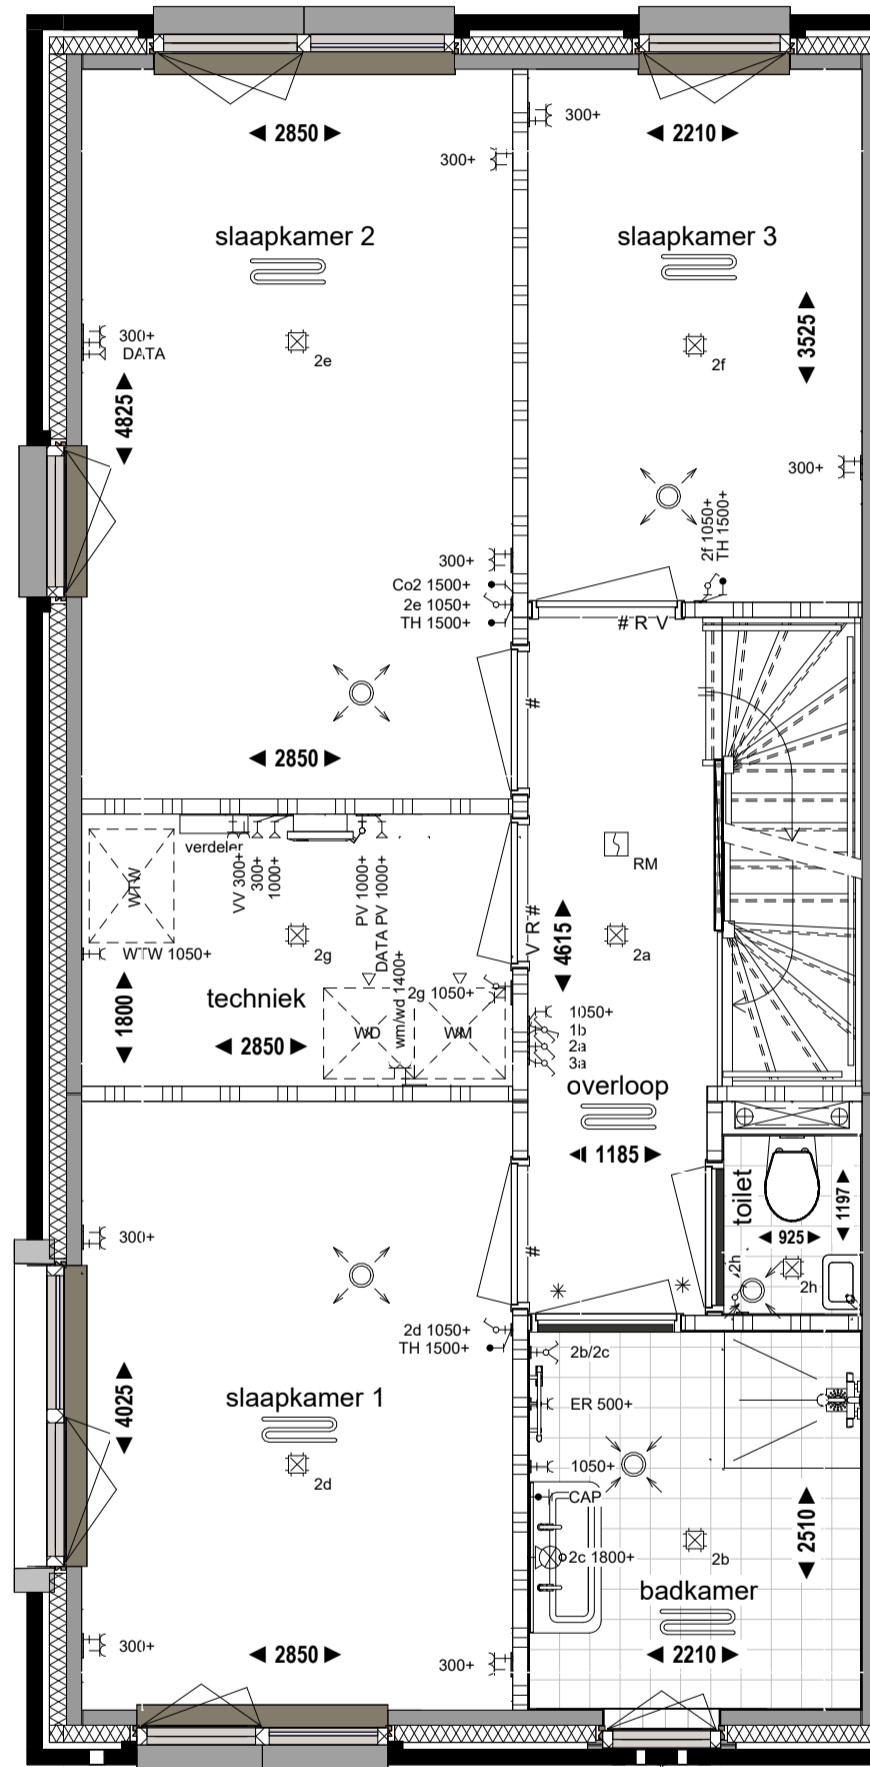 2850
2210
300+
300+
slaapkamer 2
slaapkamer 3
300+
DATA
2e
2f
3525
4825
300+
2f 1050+
TH 1500+
300+
Co2 1500+
2e 1050+
TH 1500+
# R V
#
2850
verdeler
WTW
VV 300+
300+
1000+
PV 1000+
DATA PV 1000+
RM
V R #
4615
2g
2a
WTW 1050+
wm/wd 1400+
2g 1050+
techniek
1800
2850
WD
WM
1050+
1b
2a
3a
overloop
1185
toilet
1197
925
300+
#
2h
2h
2d 1050+
TH 1500+
2b/2c
slaapkamer 1
4025
ER 500+
1050+
2d
CAP
2510
2c 1800+
2b
badkamer
300+
2850
300+
2210